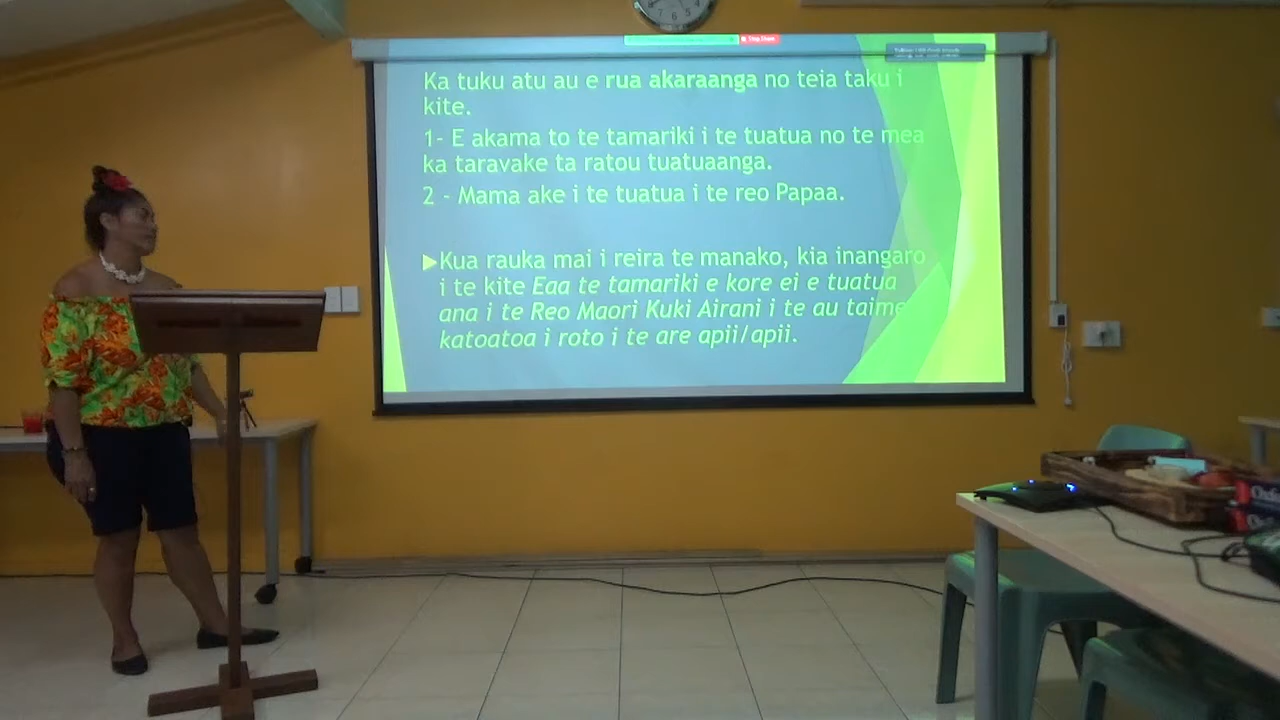 Ka tuku atu au e rua akaraanga no teia taku i
kite.
1- E akama to te tamariki i te tuatua no te mea
ka taravake ta ratou tuatuaanga.
2 - Mama ake i te tuatua i te reo Papaa.
Kua rauka mai i reira te manako, kia inangaro
i te kite Eaa te tamariki e kore ei e tuatua
ana i te Reo Maori Kuki Airani i te au taime
katoatoa i roto i te are apii/apii.